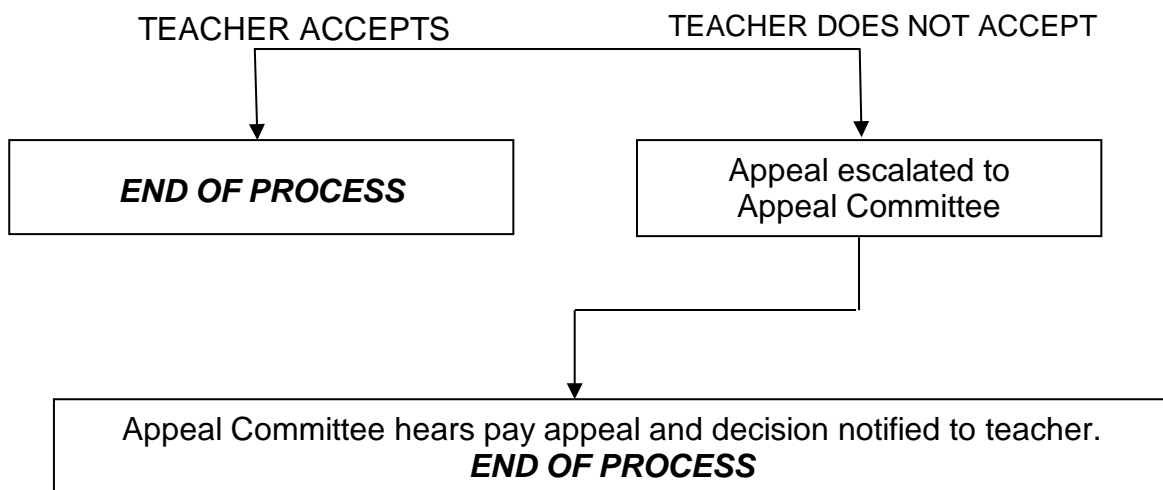 TEACHER ACCEPTS
TEACHER DOES NOT ACCEPT
END OF PROCESS
Appeal escalated to
Appeal Committee
Appeal Committee hears pay appeal and decision notified to teacher.
END OF PROCESS